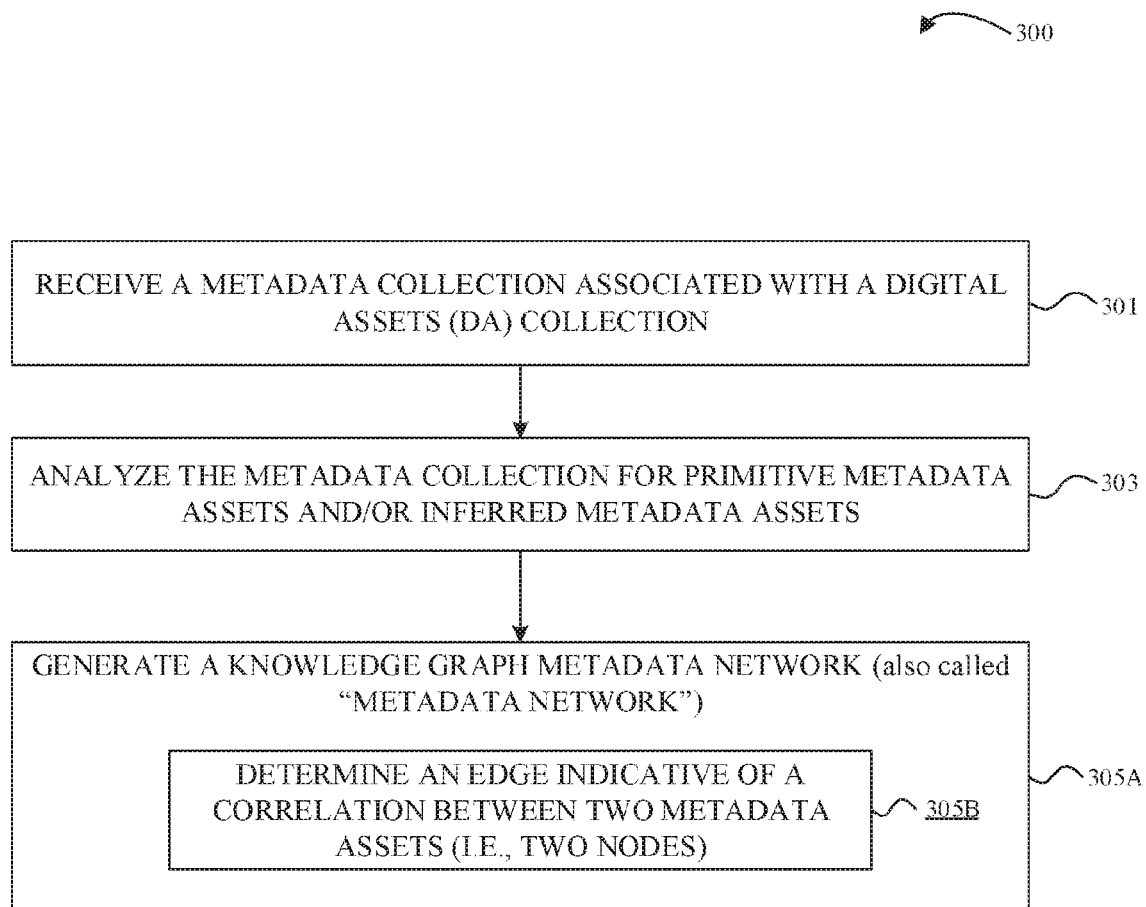 300
RECEIVE A METADATA COLLECTION ASSOCIATED WITH A DIGITAL
ASSETS (DA) COLLECTION
301
ANALYZE THE METADATA COLLECTION FOR PRIMITIVE METADATA
ASSETS AND/OR INFERRED METADATA ASSETS
303
GENERATE A KNOWLEDGE GRAPH METADATA NETWORK (also called
“METADATA NETWORK”)
305A
DETERMINE AN EDGE INDICATIVE OF A
CORRELATION BETWEEN TWO METADATA
ASSETS (I.E., TWO NODES)
305B